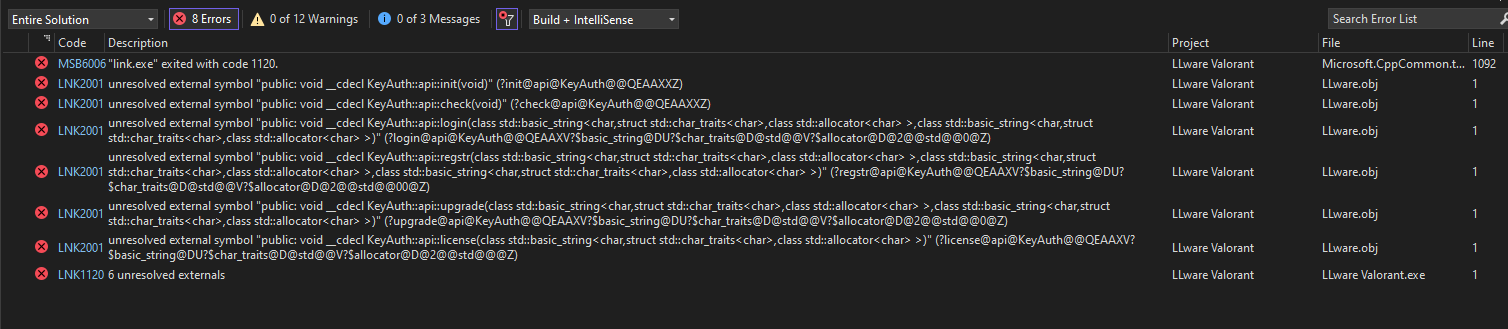 Entire Solution 8 Errors 0 of 12 Warnings 0 of 3 Messages Build + IntelliSense Search Error List
Code Description Project File Line
MSB6006 "link.exe" exited with code 1120. LLware Valorant Microsoft.CppCommon.t... 1092
LNK2001 unresolved external symbol "public: void __cdecl KeyAuth::api::init(void)" (?init@api@KeyAuth@@QEAAXXZ) LLware Valorant LLware.obj 1
LNK2001 unresolved external symbol "public: void __cdecl KeyAuth::api::check(void)" (?check@api@KeyAuth@@QEAAXXZ) LLware Valorant LLware.obj 1
unresolved external symbol "public: void __cdecl KeyAuth::api::login(class std::basic_string<char,struct std::char_traits<char>,class std::allocator<char> >,class std::basic_string<char,struct
LNK2001 std::char_traits<char>,class std::allocator<char> >)" (?login@api@KeyAuth@@QEAAXV?$basic_string@DU?$char_traits@D@std@@V?$allocator@D@2@@std@@0@Z) LLware Valorant LLware.obj 1
unresolved external symbol "public: void __cdecl KeyAuth::api::regstr(class std::basic_string<char,struct std::char_traits<char>,class std::allocator<char> >,class std::basic_string<char,struct
LNK2001 std::char_traits<char>,class std::allocator<char> >,class std::basic_string<char,struct std::char_traits<char>,class std::allocator<char> >)" (?regstr@api@KeyAuth@@QEAAXV?$basic_string@DU? LLware Valorant LLware.obj 1
$char_traits@D@std@@V?$allocator@D@2@@std@@00@Z)
unresolved external symbol "public: void __cdecl KeyAuth::api::upgrade(class std::basic_string<char,struct std::char_traits<char>,class std::allocator<char> >,class std::basic_string<char,struct
LNK2001 std::char_traits<char>,class std::allocator<char> >)" (?upgrade@api@KeyAuth@@QEAAXV?$basic_string@DU?$char_traits@D@std@@V?$allocator@D@2@@std@@0@Z) LLware Valorant LLware.obj 1
LNK2001 unresolved external symbol "public: void __cdecl KeyAuth::api::license(class std::basic_string<char,struct std::char_traits<char>,class std::allocator<char> >)" (?license@api@KeyAuth@@QEAAXV? LLware Valorant LLware.obj 1
$basic_string@DU?$char_traits@D@std@@V?$allocator@D@2@@std@@@Z)
LNK1120 6 unresolved externals LLware Valorant LLware Valorant.exe 1